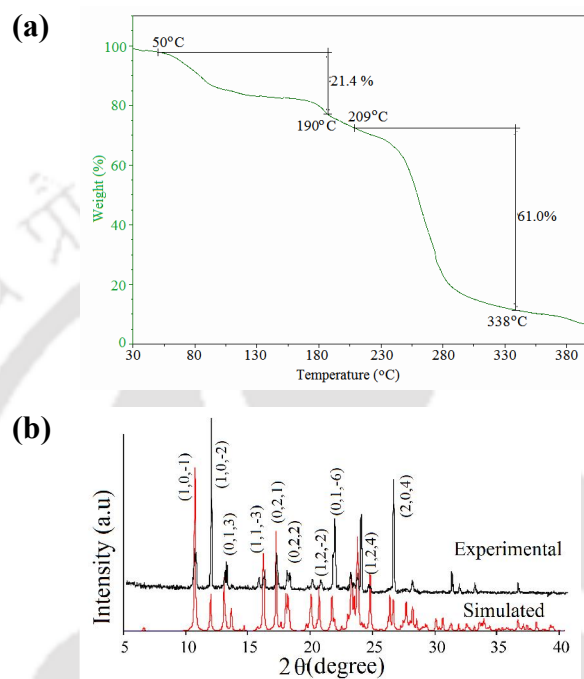 (a)
100
80
60
40
20
0
Weight (%)
50°C
21.4 %
190°C
209°C
61.0%
338°C
30
80
130
180
230
280
330
380
Temperature (°C)
(b)
Intensity (a.u)
(1,0,-1)
(1,0,-2)
(0,1,3)
(1,1,-3)
(0,2,1)
(0,2,2)
(1,2,-2)
(0,1,-6)
(1,2,4)
(2,0,4)
Experimental
Simulated
5
10
15
20
25
30
35
40
2θ(degree)